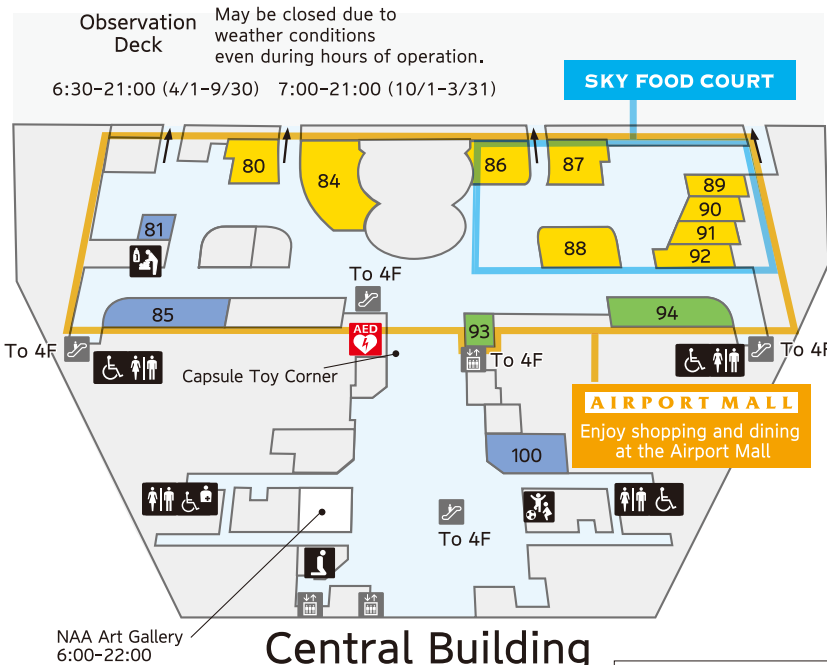 Observation
Deck
May be closed due to
weather conditions
even during hours of operation.
6:30-21:00 (4/1-9/30) 7:00-21:00 (10/1-3/31)
SKY FOOD COURT
80
84
86
87
89
90
91
92
81
88
To 4F
85
93
94
AED
To 4F
To 4F
To 4F
Capsule Toy Corner
AIRPORT MALL
Enjoy shopping and dining
at the Airport Mall
100
To 4F
NAA Art Gallery
6:00-22:00
Central Building